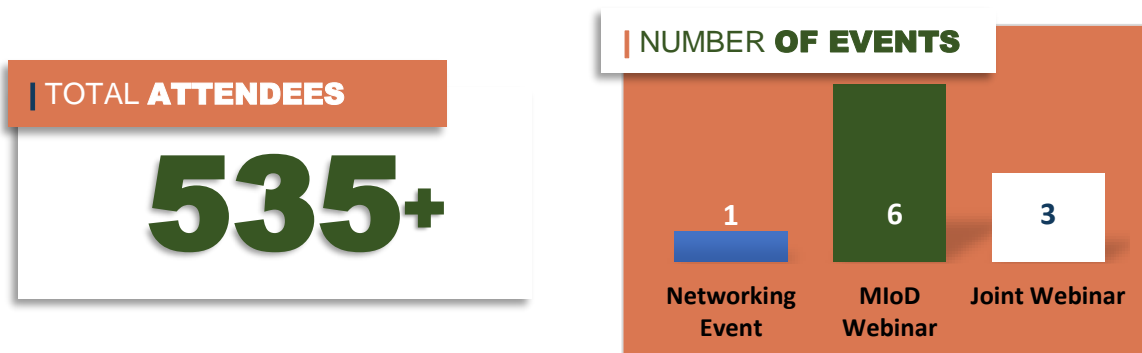 TOTAL ATTENDEES
535+
NUMBER OF EVENTS
1
6
3
Networking Event
MIoD Webinar
Joint Webinar